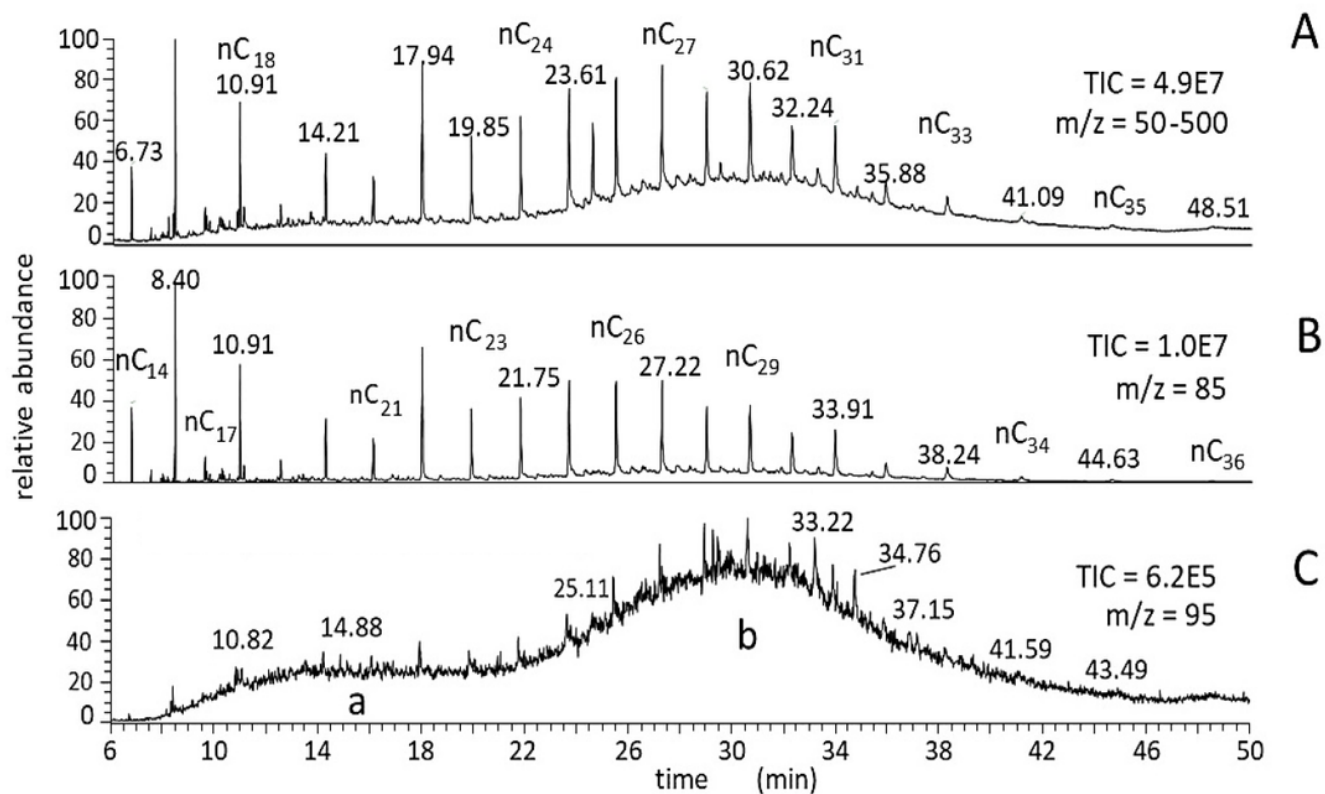 A
100
80
60
40
20
0
6.73
nC18
10.91
14.21
17.94
19.85
nC24
23.61
nC27
30.62
32.24
nC31
35.88
nC33
41.09
nC35
48.51
TIC = 4.9E7
m/z = 50-500
B
100
80
60
40
20
0
8.40
nC14
nC17
10.91
nC21
nC23
21.75
nC26
27.22
nC29
33.91
38.24
nC34
44.63
nC36
TIC = 1.0E7
m/z = 85
relative abundance
C
100
80
60
40
20
0
10.82
14.88
a
25.11
b
33.22
34.76
37.15
41.59
43.49
TIC = 6.2E5
m/z = 95
6 10 14 18 22 26 30 34 38 42 46 50
time (min)